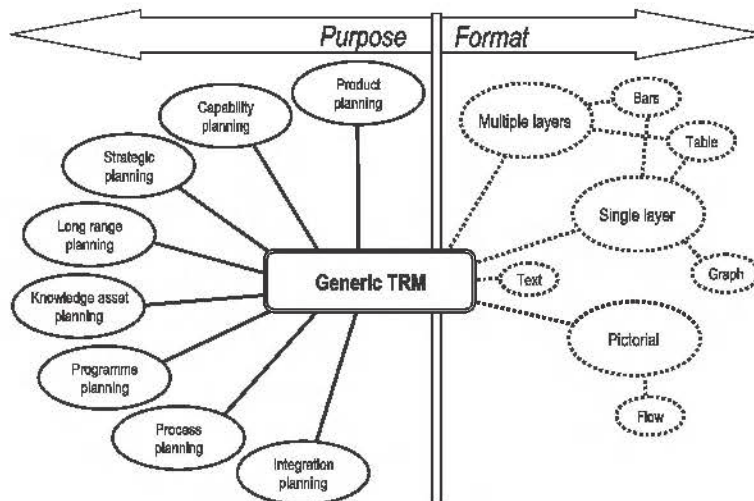 Purpose
Format
Product
planning
Capability
planning
Strategic
planning
Long range
planning
Knowledge asset
planning
Programme
planning
Process
planning
Integration
planning
Generic TRM
Multiple layers
Bars
Table
Single layer
Graph
Text
Pictorial
Flow